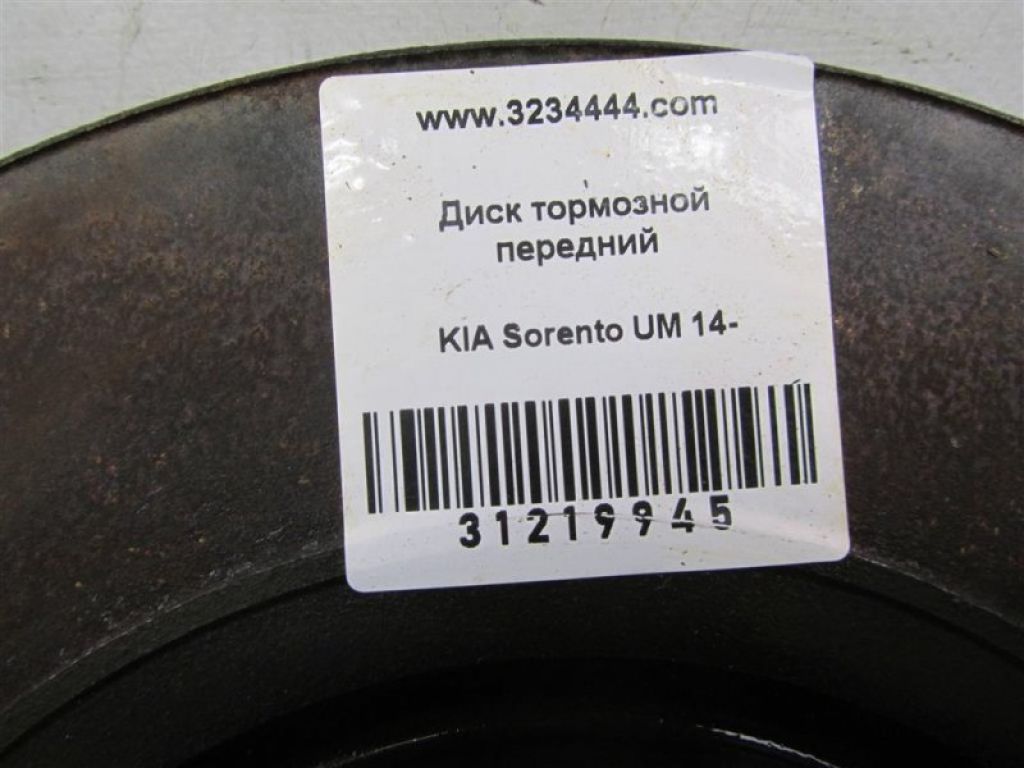 www.3234444.com
Диск тормозной
передний
KIA Sorento UM 14-
31219945